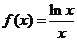 f(x) = ln x / x